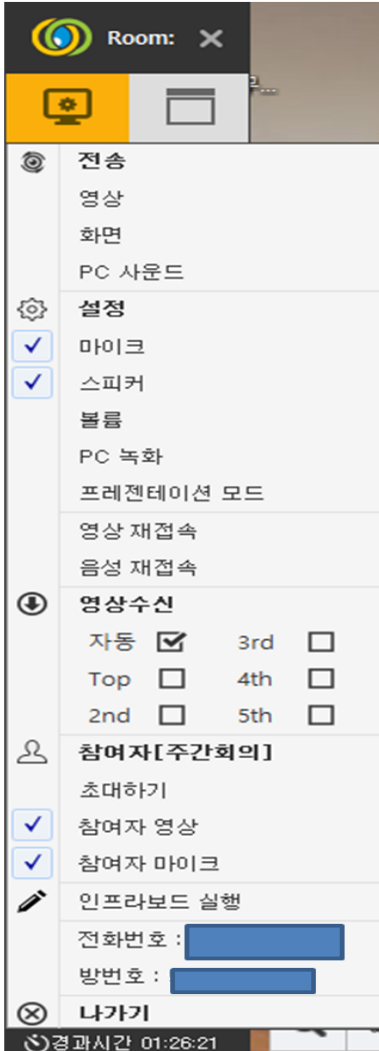 Room:
전송
영상
화면
PC 사운드
설정
마이크
스피커
볼륨
PC 녹화
프레젠테이션 모드
영상 재접속
음성 재접속
영상수신
자동 3rd
Top 4th
2nd 5th
참여자[주간회의]
초대하기
참여자 영상
참여자 마이크
인프라보드 실행
전화번호 :
방번호 :
나가기
경과시간 01:26:21